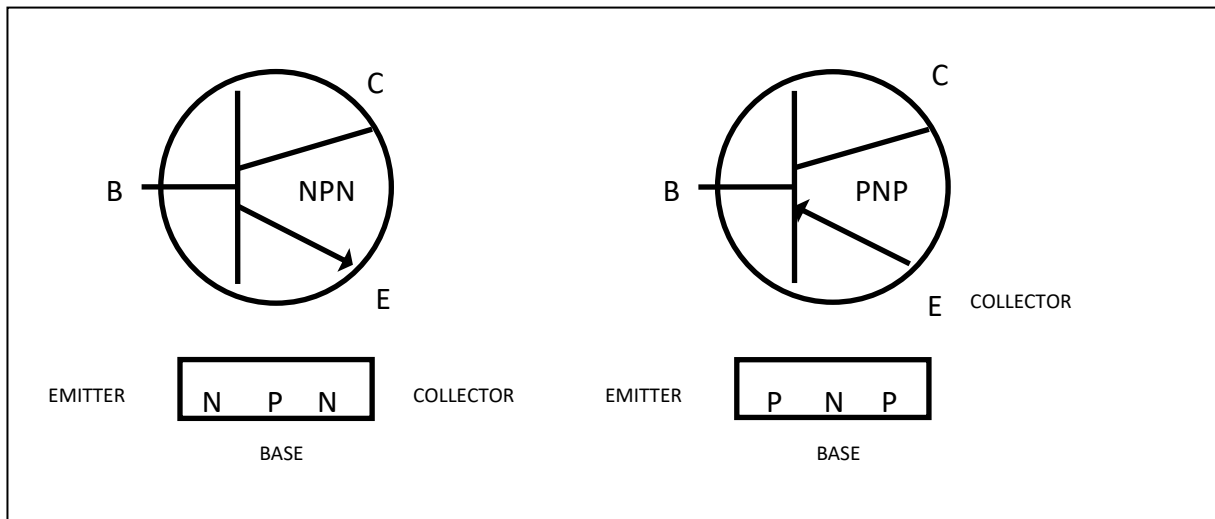 C
B
NPN
E
EMITTER
N P N
COLLECTOR
BASE
C
B
PNP
E
COLLECTOR
EMITTER
P N P
BASE